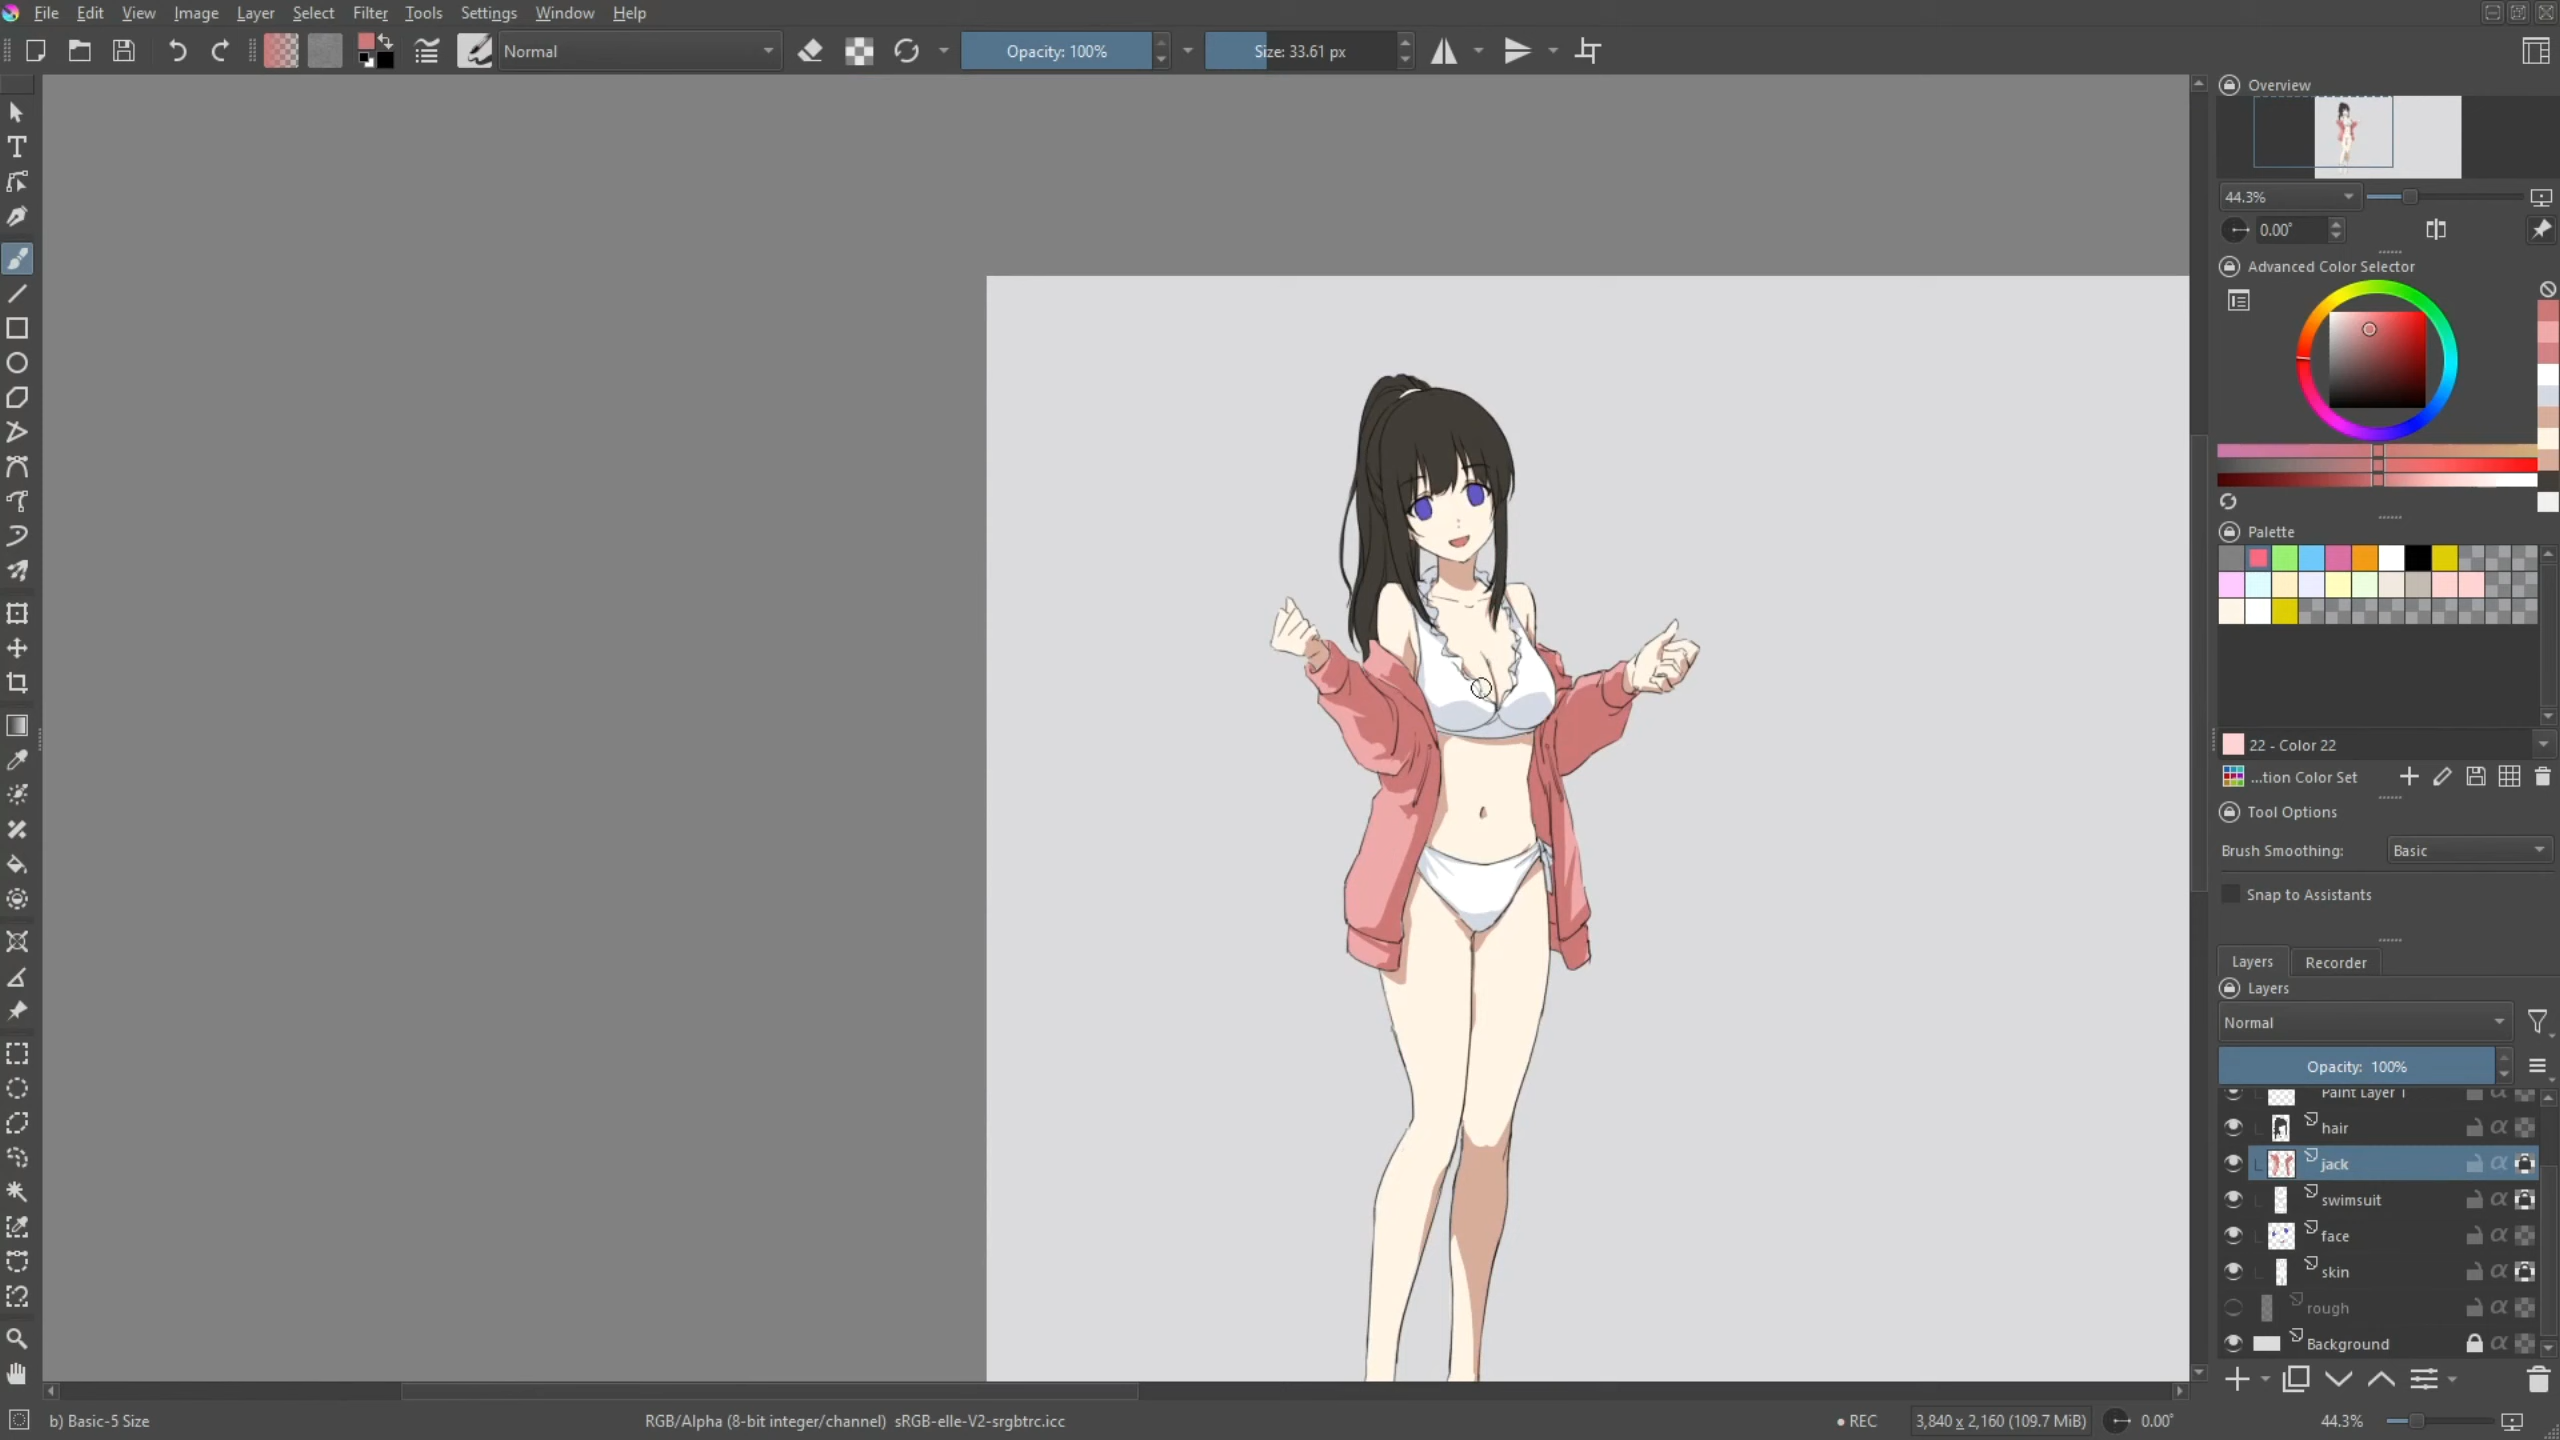 File Edit View Image Layer Select Filter Tools Settings Window Help
Normal
Opacity: 100%
Size: 33.61 px
Overview
44.3%
0.00°
Advanced Color Selector
Palette
22 - Color 22
...tion Color Set
Tool Options
Brush Smoothing: Basic
Snap to Assistants
Layers Recorder
Layers
Normal
Opacity: 100%
Paint Layer 1
hair
jack
swimsuit
face
skin
rough
Background
b) Basic-5 Size
RGB/Alpha (8-bit integer/channel) sRGB-elle-V2-srgbtrc.icc
REC
3,840 x 2,160 (109.7 MiB)
0.00°
44.3%